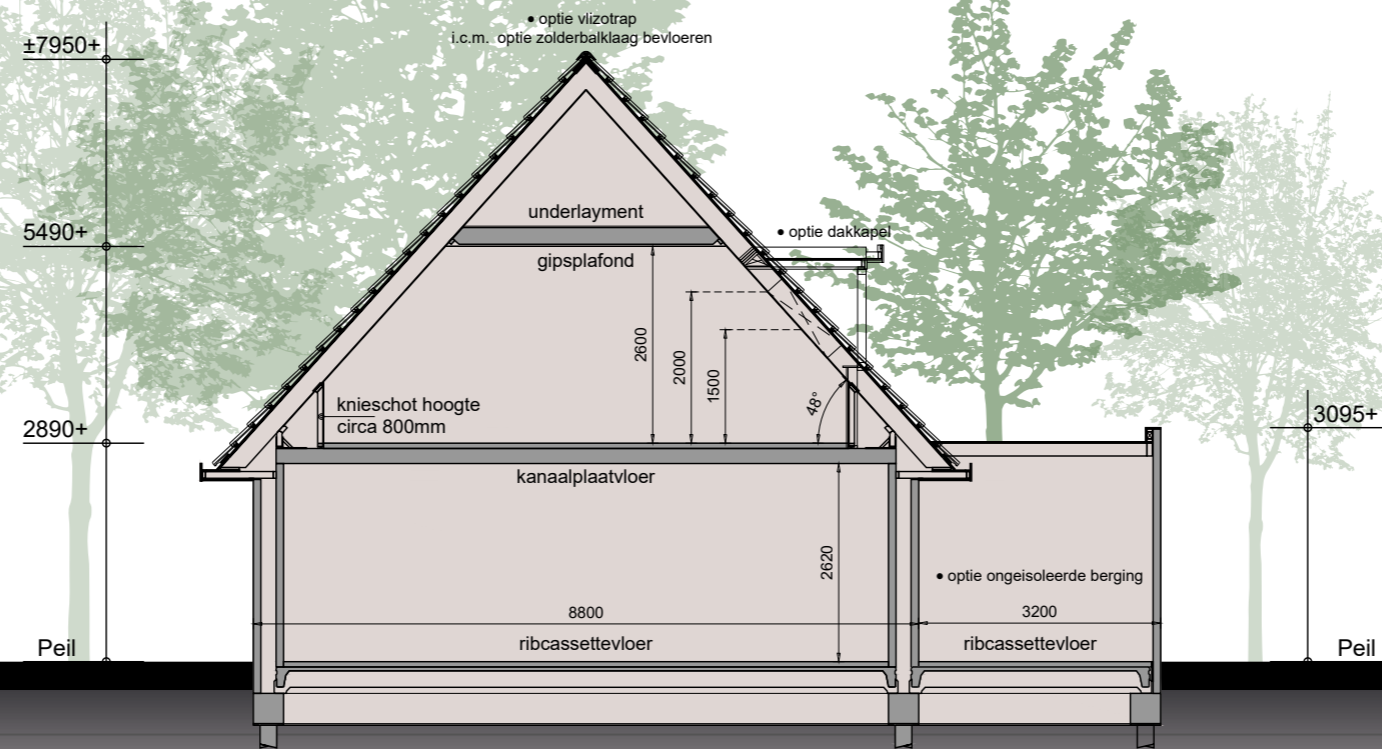 • optie vlizotrap
i.c.m. optie zolderbalklaag bevloeren
±7950+
underlayment
• optie dakkapel
5490+
gipsplafond
2600
2000
1500
48°
knieschot hoogte
circa 800mm
2890+
3095+
kanaalplaatvloer
2620
• optie ongeisoleerde berging
8800
3200
Peil
ribcassettevloer
ribcassettevloer
Peil